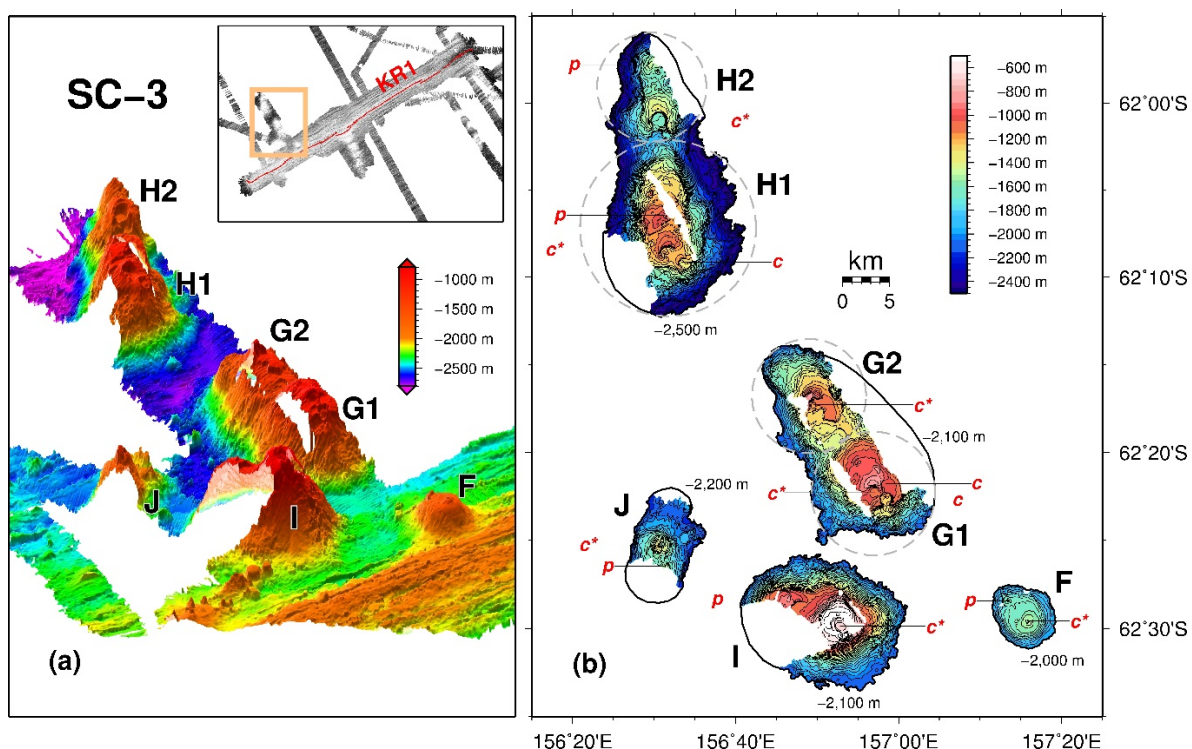 SC−3
KR1
H2
H1
G2
G1
J
I
F
−1000 m
−1500 m
−2000 m
−2500 m
(a)
p
H2
c*
H1
p
c*
c
−2,500 m
km
0 5
−600 m
−800 m
−1000 m
−1200 m
−1400 m
−1600 m
−1800 m
−2000 m
−2200 m
−2400 m
G2
c*
−2,100 m
c*
c
c
G1
−2,200 m
J
c*
p
p
I
c*
−2,100 m
F
p
c*
−2,000 m
(b)
62˚00'S
62˚10'S
62˚20'S
62˚30'S
156˚20'E 156˚40'E 157˚00'E 157˚20'E